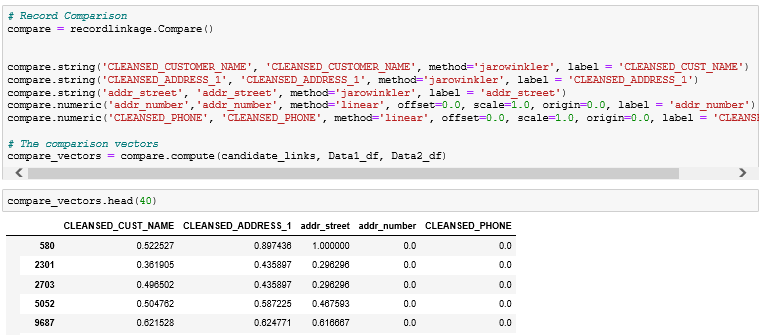 # Record Comparison
compare = recordlinkage.Compare()
compare.string('CLEANSED_CUSTOMER_NAME', 'CLEANSED_CUSTOMER_NAME', method='jarowinkler', label = 'CLEANSED_CUST_NAME')
compare.string('CLEANSED_ADDRESS_1', 'CLEANSED_ADDRESS_1', method='jarowinkler', label = 'CLEANSED_ADDRESS_1')
compare.string('addr_street', 'addr_street', method='jarowinkler', label = 'addr_street')
compare.numeric('addr_number','addr_number', method='linear', offset=0.0, scale=1.0, origin=0.0, label = 'addr_number')
compare.numeric('CLEANSED_PHONE', 'CLEANSED_PHONE', method='linear', offset=0.0, scale=1.0, origin=0.0, label = 'CLEANS
# The comparison vectors
compare_vectors = compare.compute(candidate_links, Data1_df, Data2_df)
compare_vectors.head(40)
CLEANSED_CUST_NAME CLEANSED_ADDRESS_1 addr_street addr_number CLEANSED_PHONE
580 0.522527 0.897436 1.000000 0.0 0.0
2301 0.361905 0.435897 0.296296 0.0 0.0
2703 0.496502 0.435897 0.296296 0.0 0.0
5052 0.504762 0.587225 0.467593 0.0 0.0
9687 0.621528 0.624771 0.616667 0.0 0.0